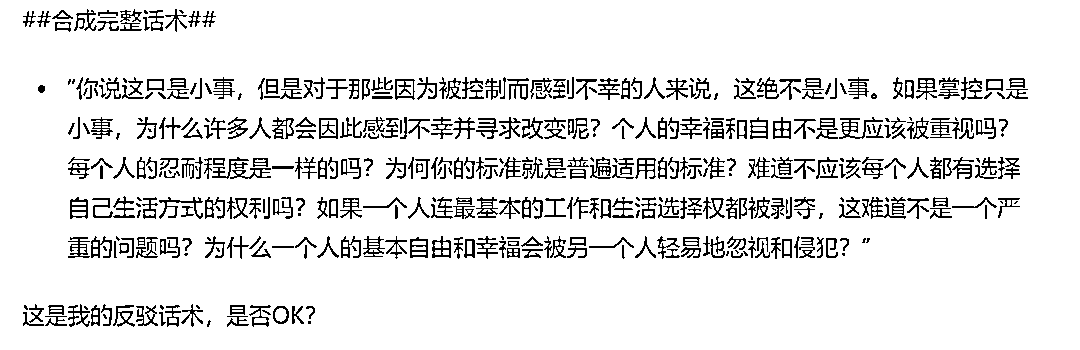 ##合成完整话术##
• "你说这只是小事，但是对于那些因为被控制而感到不幸的人来说，这绝不是小事。如果掌控只是
小事，为什么许多人都会因此感到不幸并寻求改变呢？个人的幸福和自由不是更应该被重视吗？
每个人的忍耐程度是一样的吗？为何你的标准就是普遍适用的标准？难道不应该每个人都有选择
自己生活方式的权利吗？如果一个人连最基本的工作和生活选择权都被剥夺，这难道不是一个严
重的问题吗？为什么一个人的基本自由和幸福会被另一个人轻易地忽视和侵犯？"
这是我的反驳话术，是否OK？